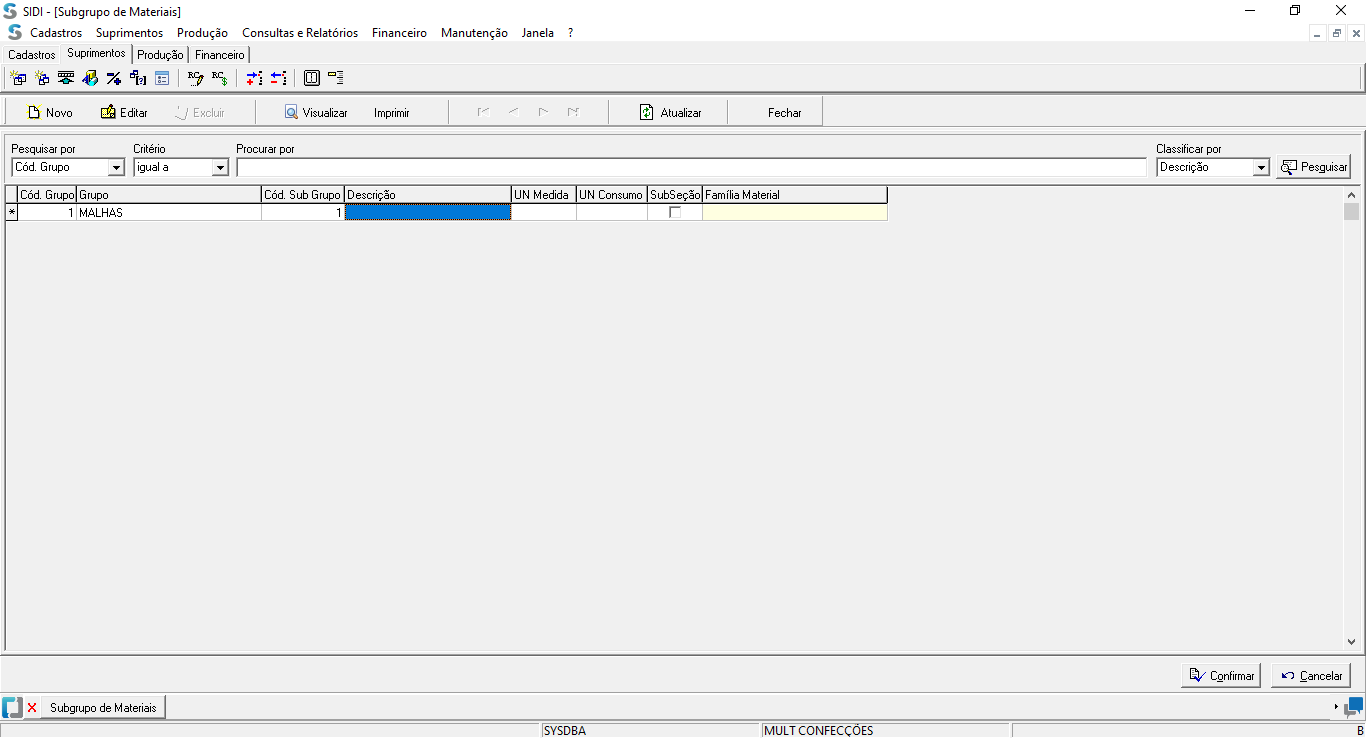 SIDI - [Subgrupo de Materiais]
Cadastros Suprimentos Produção Consultas e Relatórios Financeiro Manutenção Janela ?
Cadastros Suprimentos Produção Financeiro
Novo Editar Excluir Visualizar Imprimir Atualizar Fechar
Pesquisar por Critério Procurar por Classificar por
Cód. Grupo igual a Descrição Pesquisar
Cód. Grupo Grupo Cód. Sub Grupo Descrição UN Medida UN Consumo SubSeção Família Material
* 1 MALHAS 1
Confirmar Cancelar
Subgrupo de Materiais
SYSDBA MULT CONFECÇÕES B